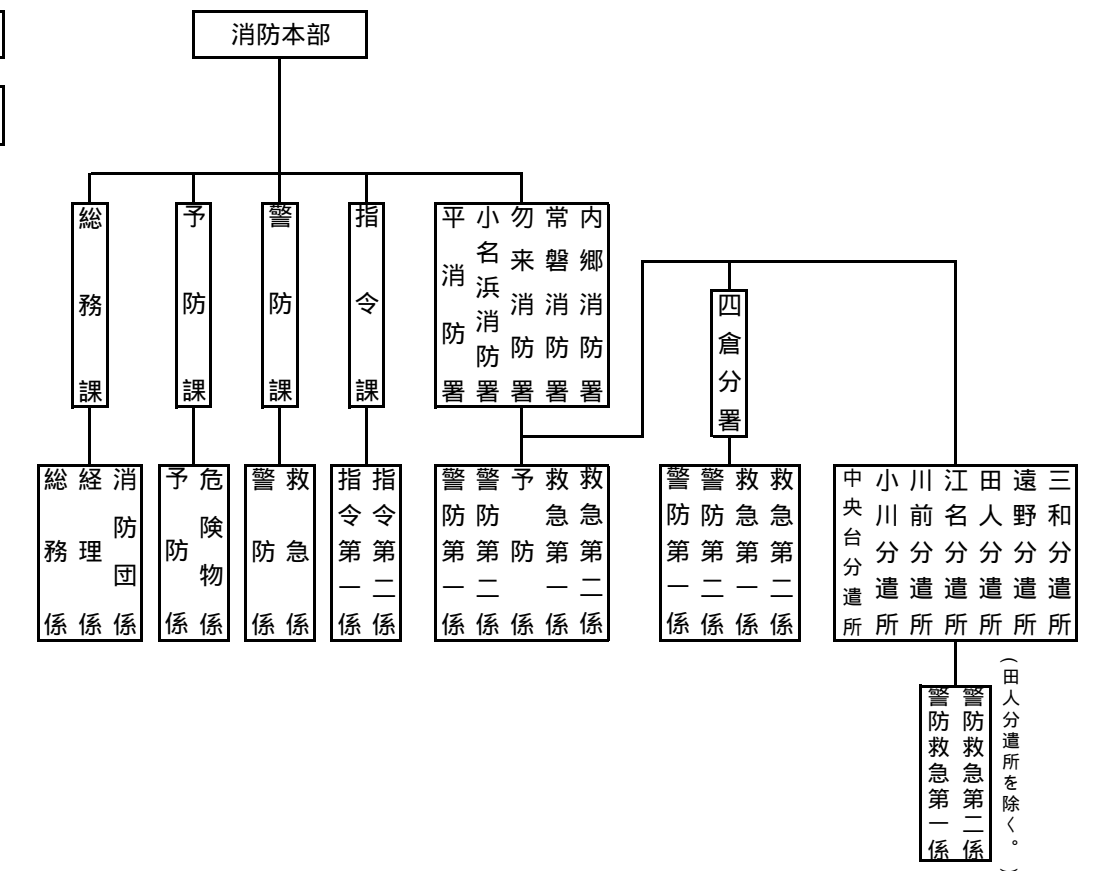 消防本部
総務課
予防課
警防課
指令課
平消防署
小名浜消防署
勿来消防署
常磐消防署
内郷消防署
四倉分署
総務係
経理係
消防団係
予防係
危険物係
警防係
救急係
指令第一係
指令第二係
警防第一係
警防第二係
予防係
救急第一係
救急第二係
警防第一係
警防第二係
救急第一係
救急第二係
中央台分遣所
小川分遣所
川前分遣所
江名分遣所
田人分遣所
遠野分遣所
三和分遣所
警防救急第一係
警防救急第二係
(田人分遣所を除く。)